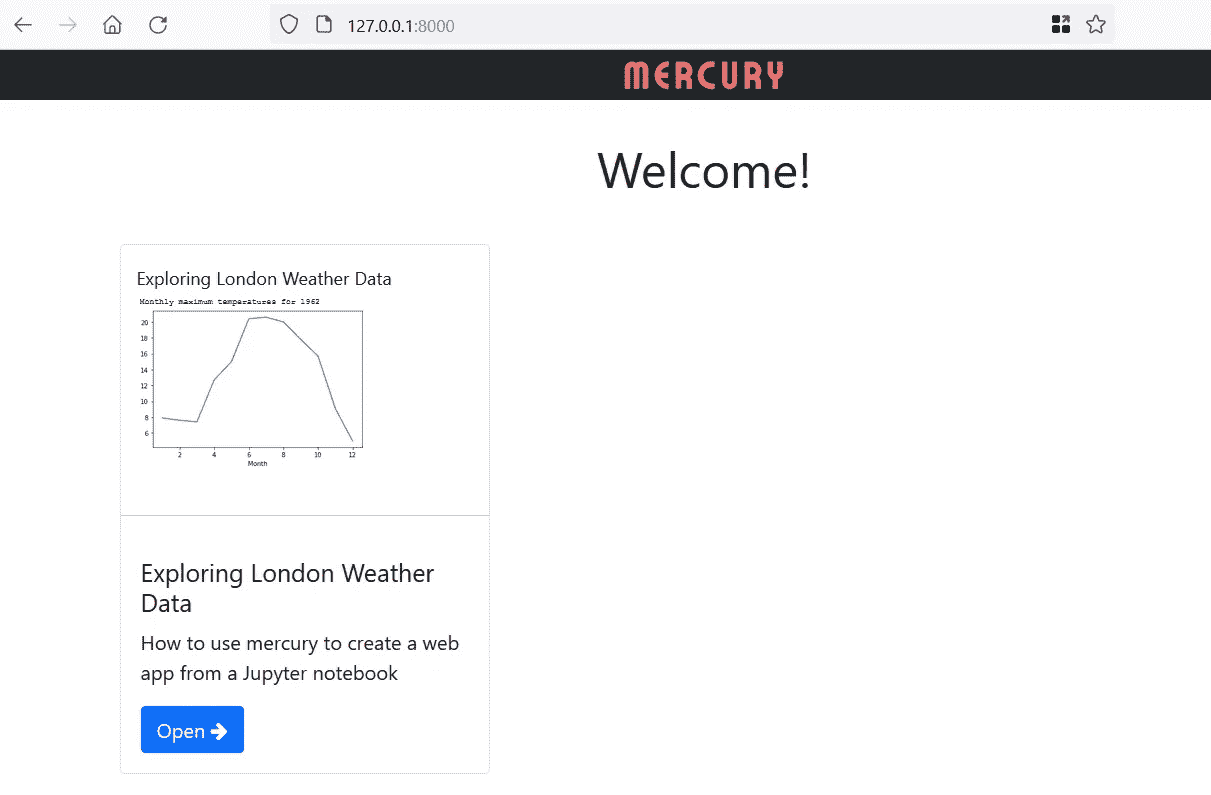 127.0.0.1:8000
MERCURY
Welcome!
Exploring London Weather Data
Monthly maximum temperatures for 1962
20
18
16
14
12
10
8
6
2 4 6 8 10 12
Month
Exploring London Weather
Data
How to use mercury to create a web
app from a Jupyter notebook
Open